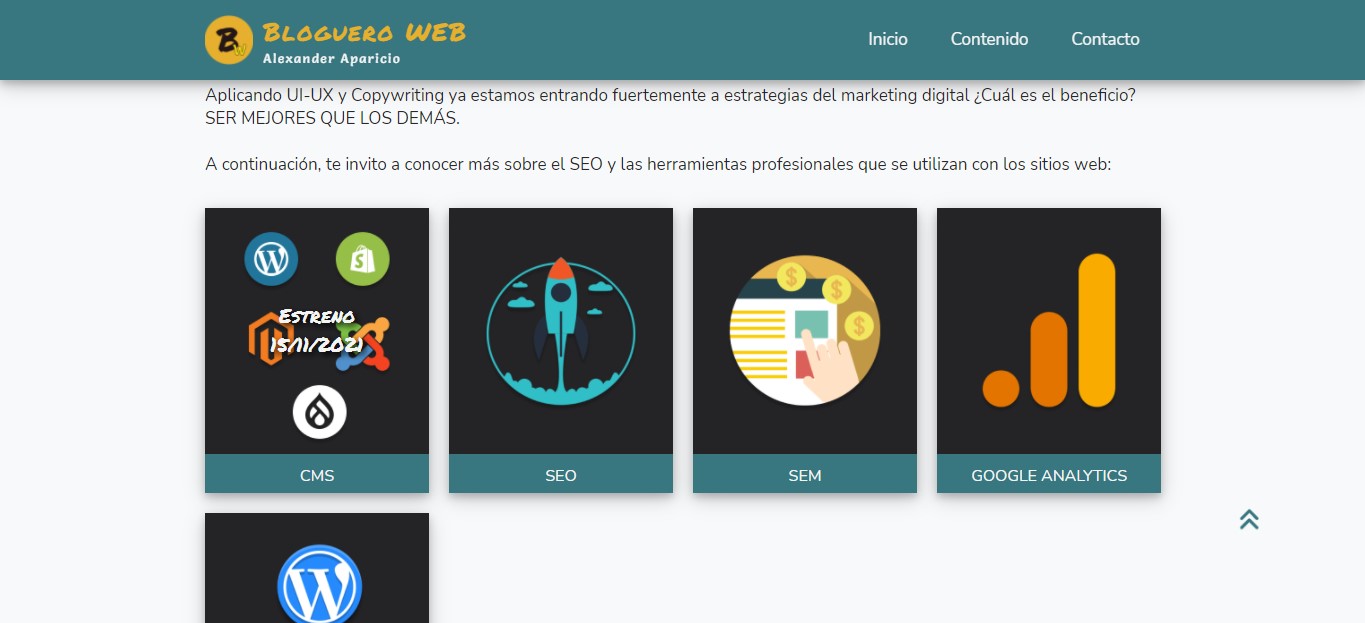 Bloguero WEB
Alexander Aparicio
Inicio
Contenido
Contacto
Aplicando UI-UX y Copywriting ya estamos entrando fuertemente a estrategias del marketing digital ¿Cuál es el beneficio?
SER MEJORES QUE LOS DEMÁS.
A continuación, te invito a conocer más sobre el SEO y las herramientas profesionales que se utilizan con los sitios web:
Estreno
15/11/2021
CMS
SEO
SEM
GOOGLE ANALYTICS